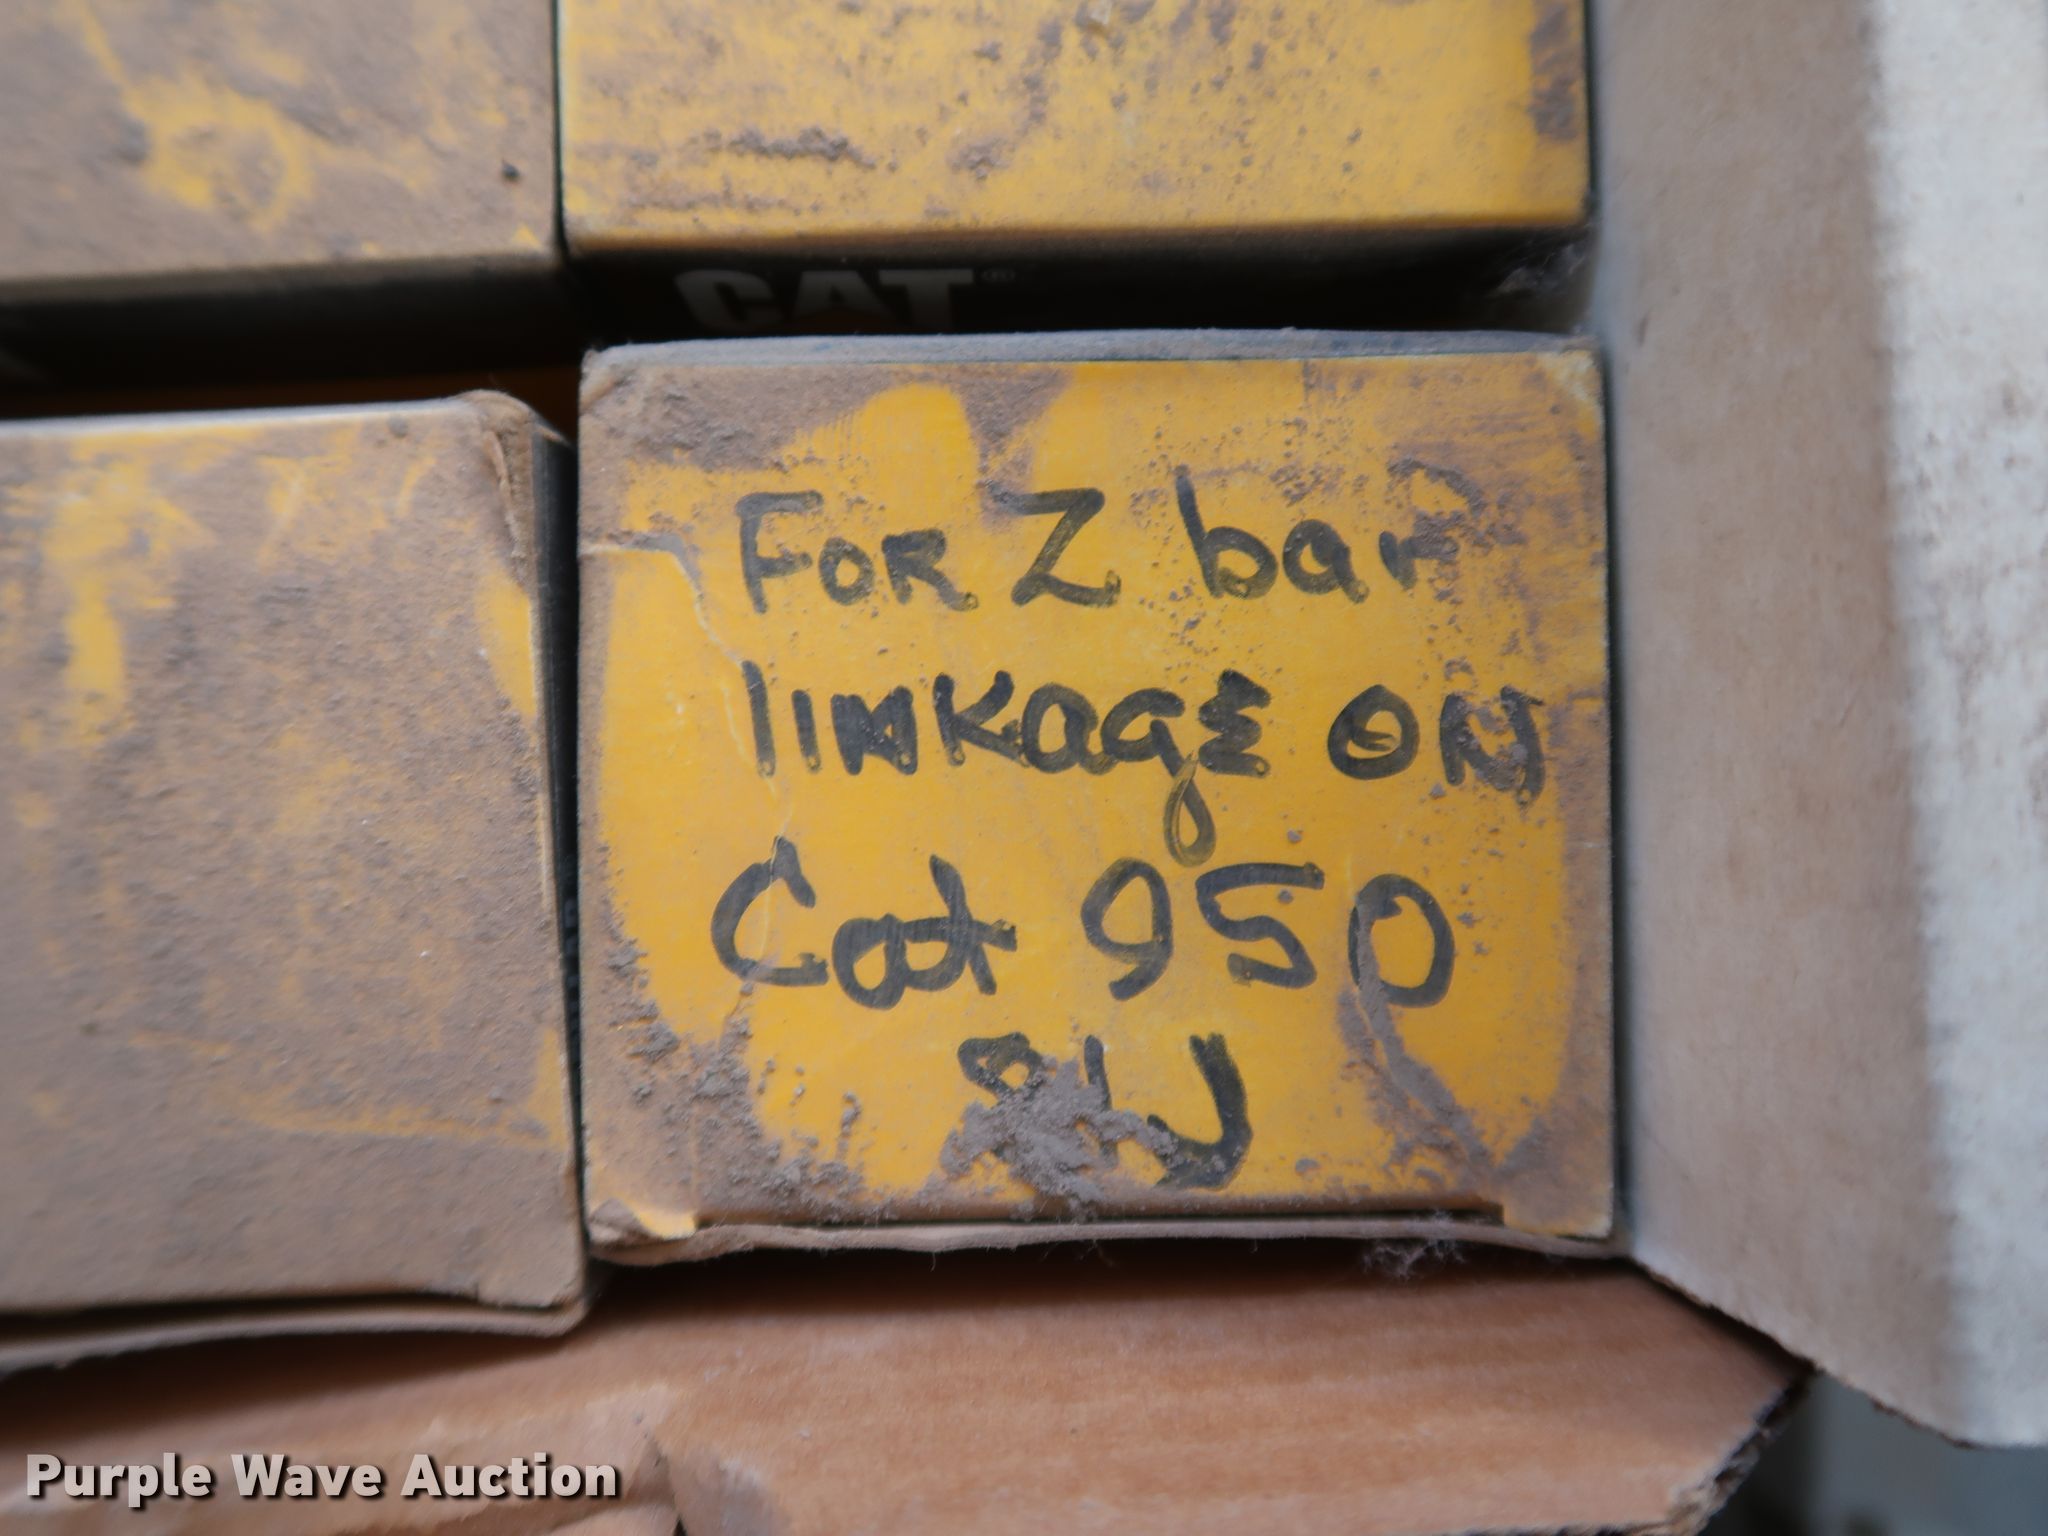 CAT®
FOR Z bar
linkage ON
Cat 950
Purple Wave Auction